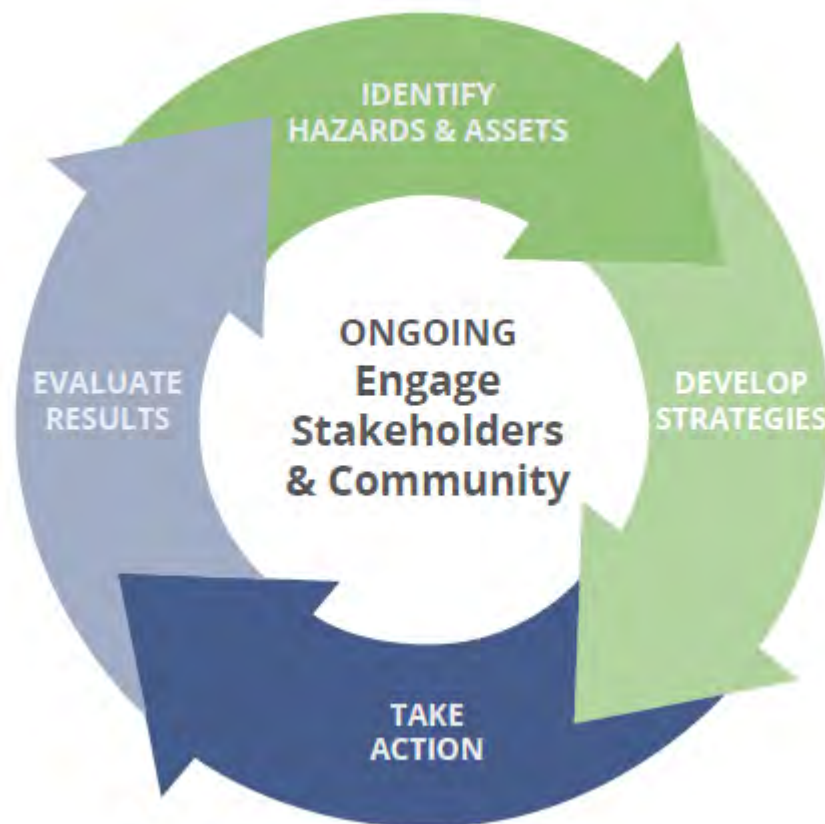 IDENTIFY
HAZARDS & ASSETS
DEVELOP
STRATEGIES
TAKE
ACTION
EVALUATE
RESULTS
ONGOING
Engage
Stakeholders
& Community